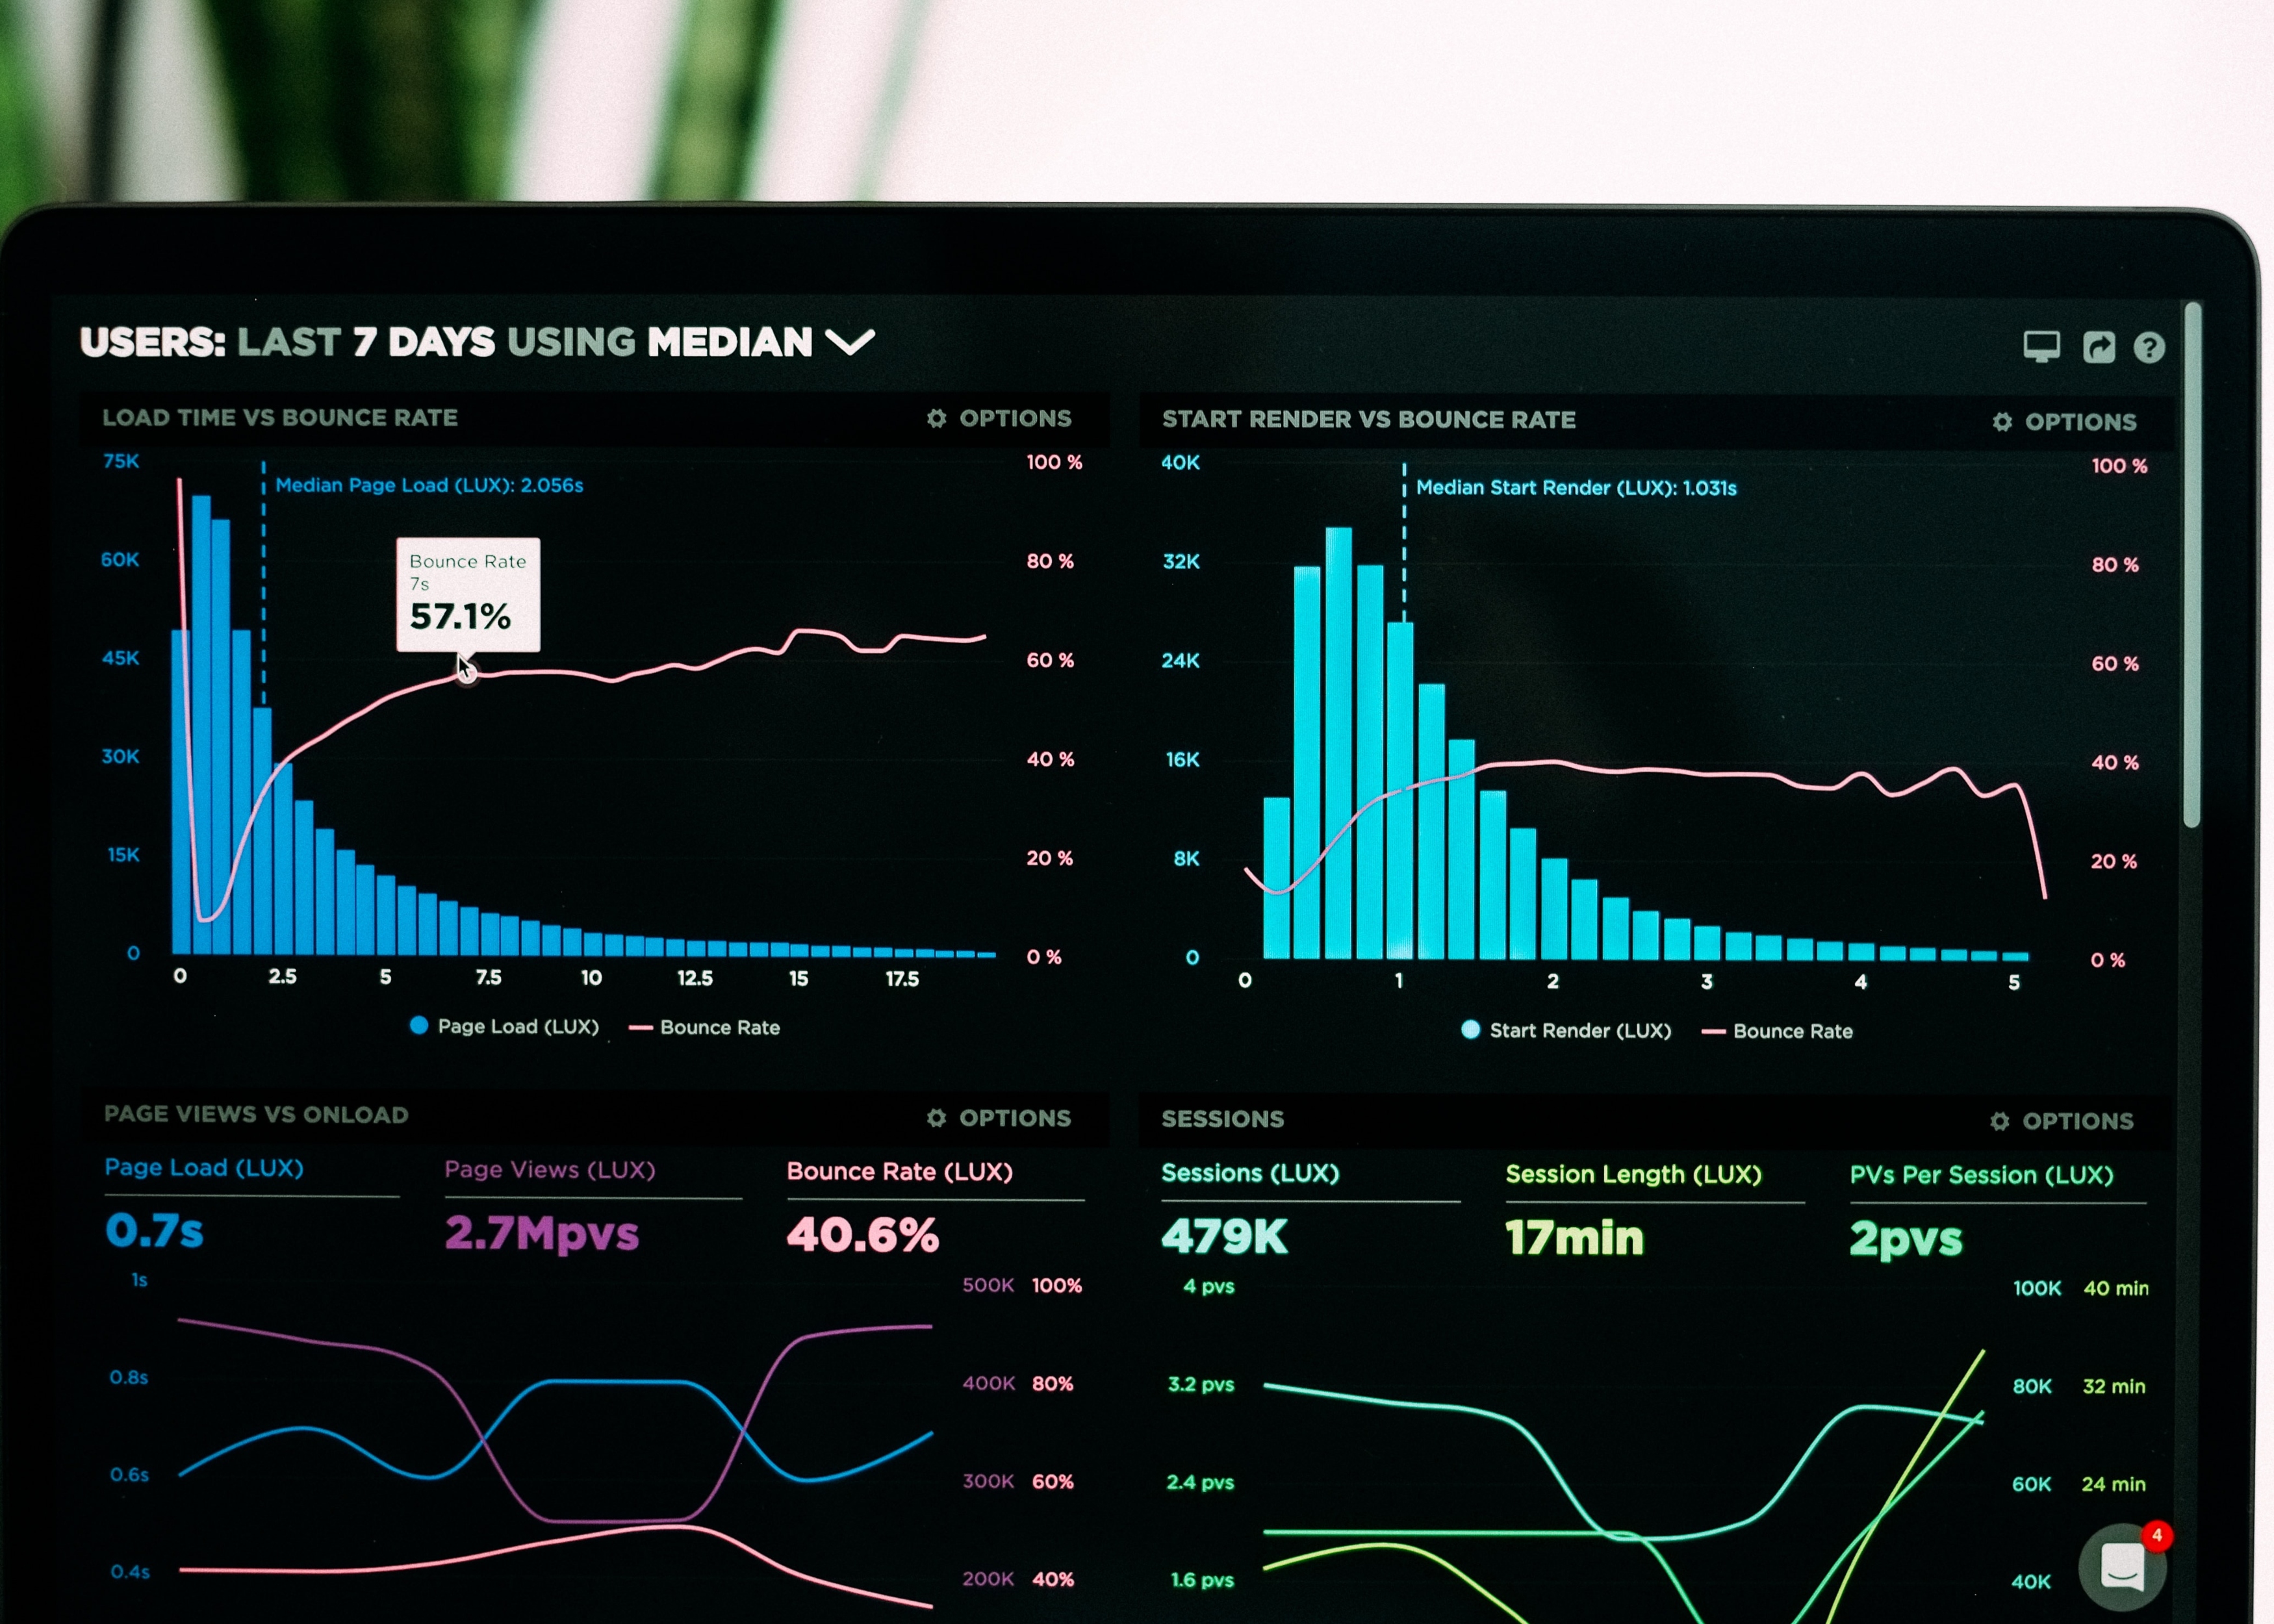 USERS: LAST 7 DAYS USING MEDIAN
LOAD TIME VS BOUNCE RATE
OPTIONS
75K
60K
45K
30K
15K
0
Median Page Load (LUX): 2.056s
Bounce Rate
7s
57.1%
100 %
80 %
60 %
40 %
20 %
0 %
0 2.5 5 7.5 10 12.5 15 17.5
Page Load (LUX) Bounce Rate
START RENDER VS BOUNCE RATE
OPTIONS
40K
32K
24K
16K
8K
0
Median Start Render (LUX): 1.031s
100 %
80 %
60 %
40 %
20 %
0 %
0 1 2 3 4 5
Start Render (LUX) Bounce Rate
PAGE VIEWS VS ONLOAD
OPTIONS
Page Load (LUX)
0.7s
Page Views (LUX)
2.7Mpvs
Bounce Rate (LUX)
40.6%
1s
0.8s
0.6s
0.4s
500K 100%
400K 80%
300K 60%
200K 40%
SESSIONS
OPTIONS
Sessions (LUX)
479K
Session Length (LUX)
17min
PVs Per Session (LUX)
2pvs
4 pvs
3.2 pvs
2.4 pvs
1.6 pvs
100K 40 min
80K 32 min
60K 24 min
40K
4